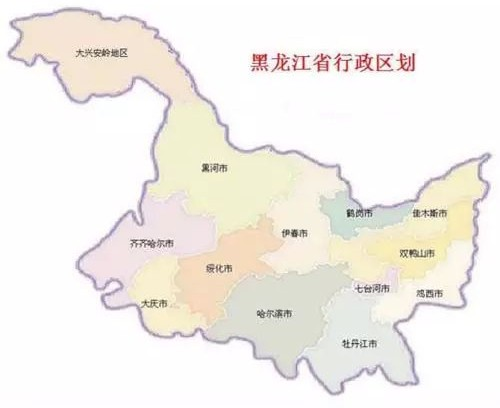 大兴安岭地区
黑龙江省行政区划
黑河市
鹤岗市
佳木斯市
伊春市
齐齐哈尔市
双鸭山市
绥化市
七台河市
鸡西市
大庆市
哈尔滨市
牡丹江市